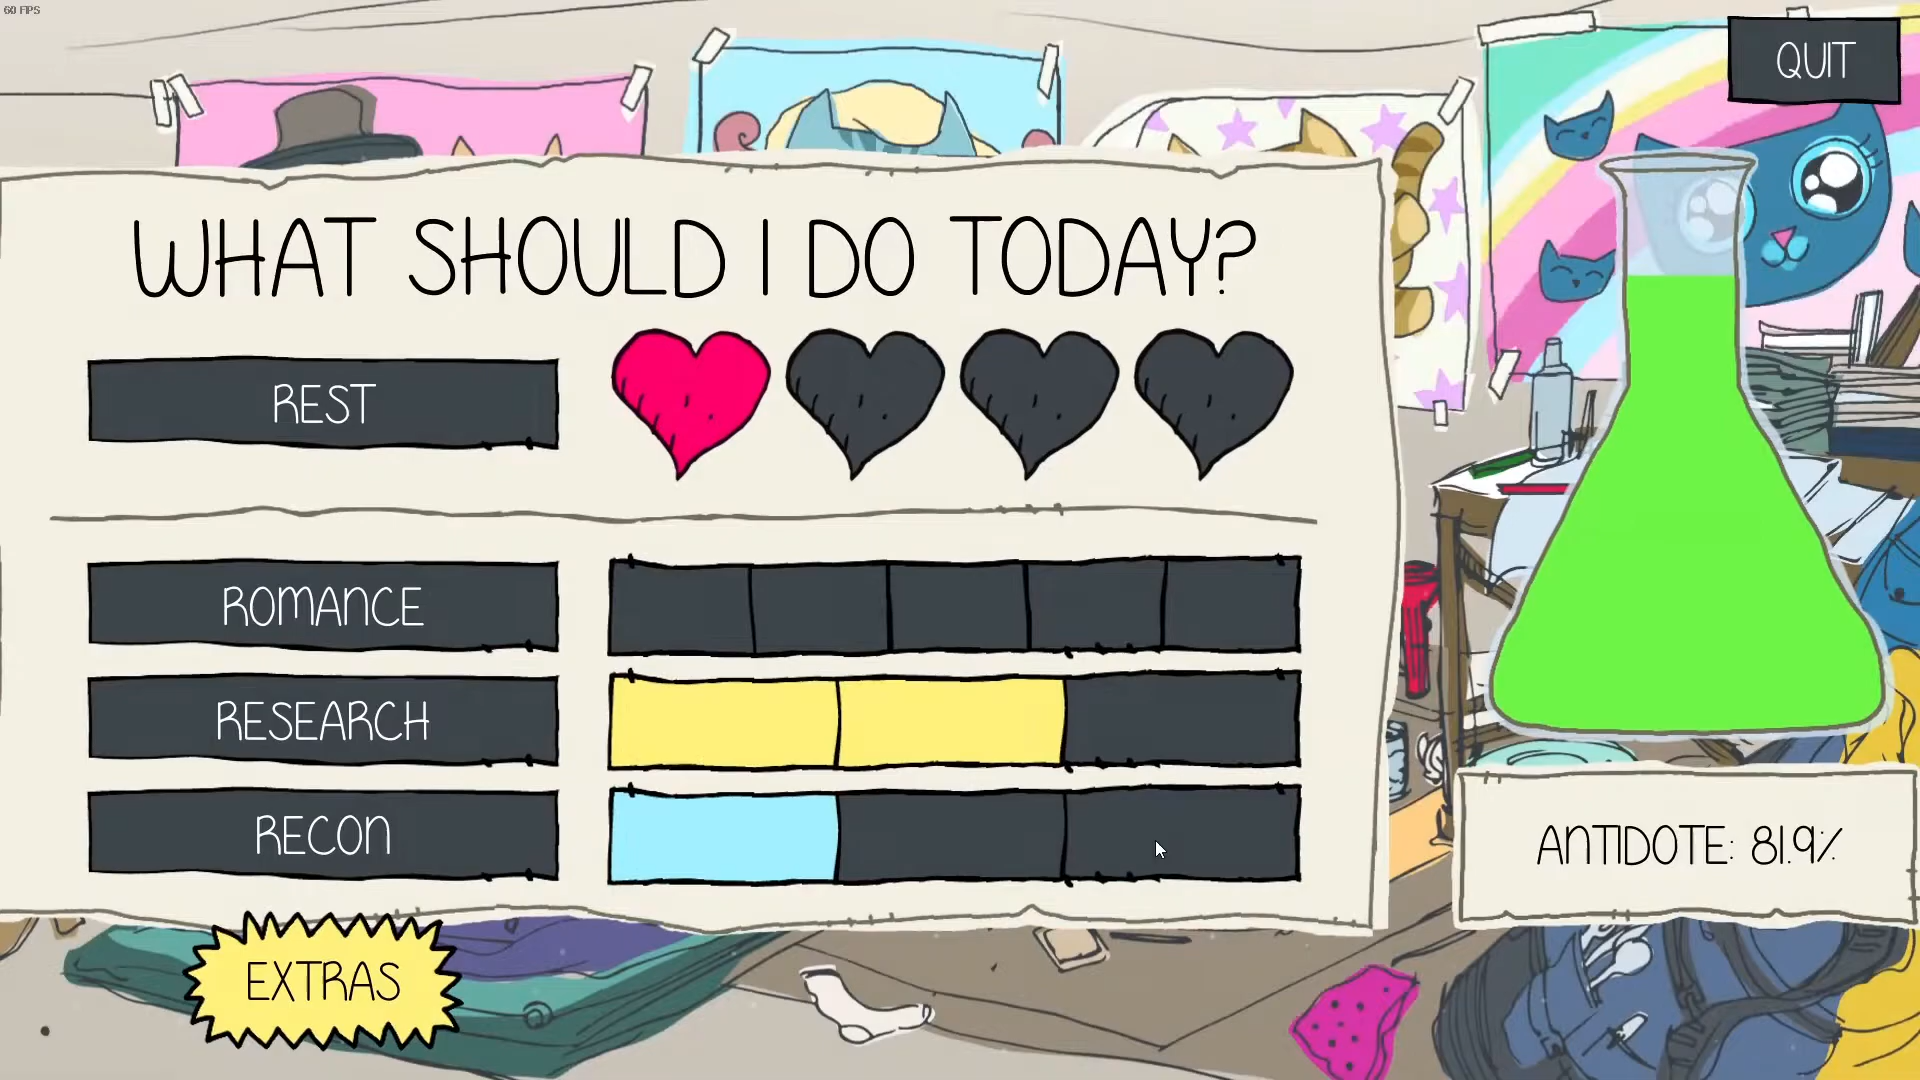 60 FPS
QUIT
WHAT SHOULD I DO TODAY?
REST
ROMANCE
RESEARCH
RECON
ANTIDOTE: 81.9%
EXTRAS